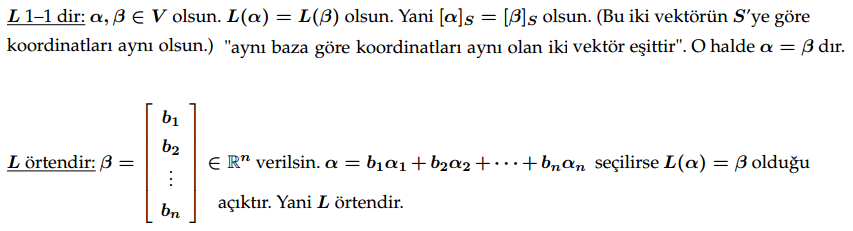 L 1–1 dir: α, β ∈ V olsun. L(α) = L(β) olsun. Yani [α]S = [β]S olsun. (Bu iki vektörün S'ye göre
koordinatları aynı olsun.) "aynı baza göre koordinatları aynı olan iki vektör eşittir". O halde α = β dır.
L örtendir: β = [ b1 b2 ⋮ bn ] ∈ ℝⁿ verilsin. α = b1α1 + b2α2 + · · · + bnαn seçilirse L(α) = β olduğu
açıktır. Yani L örtendir.